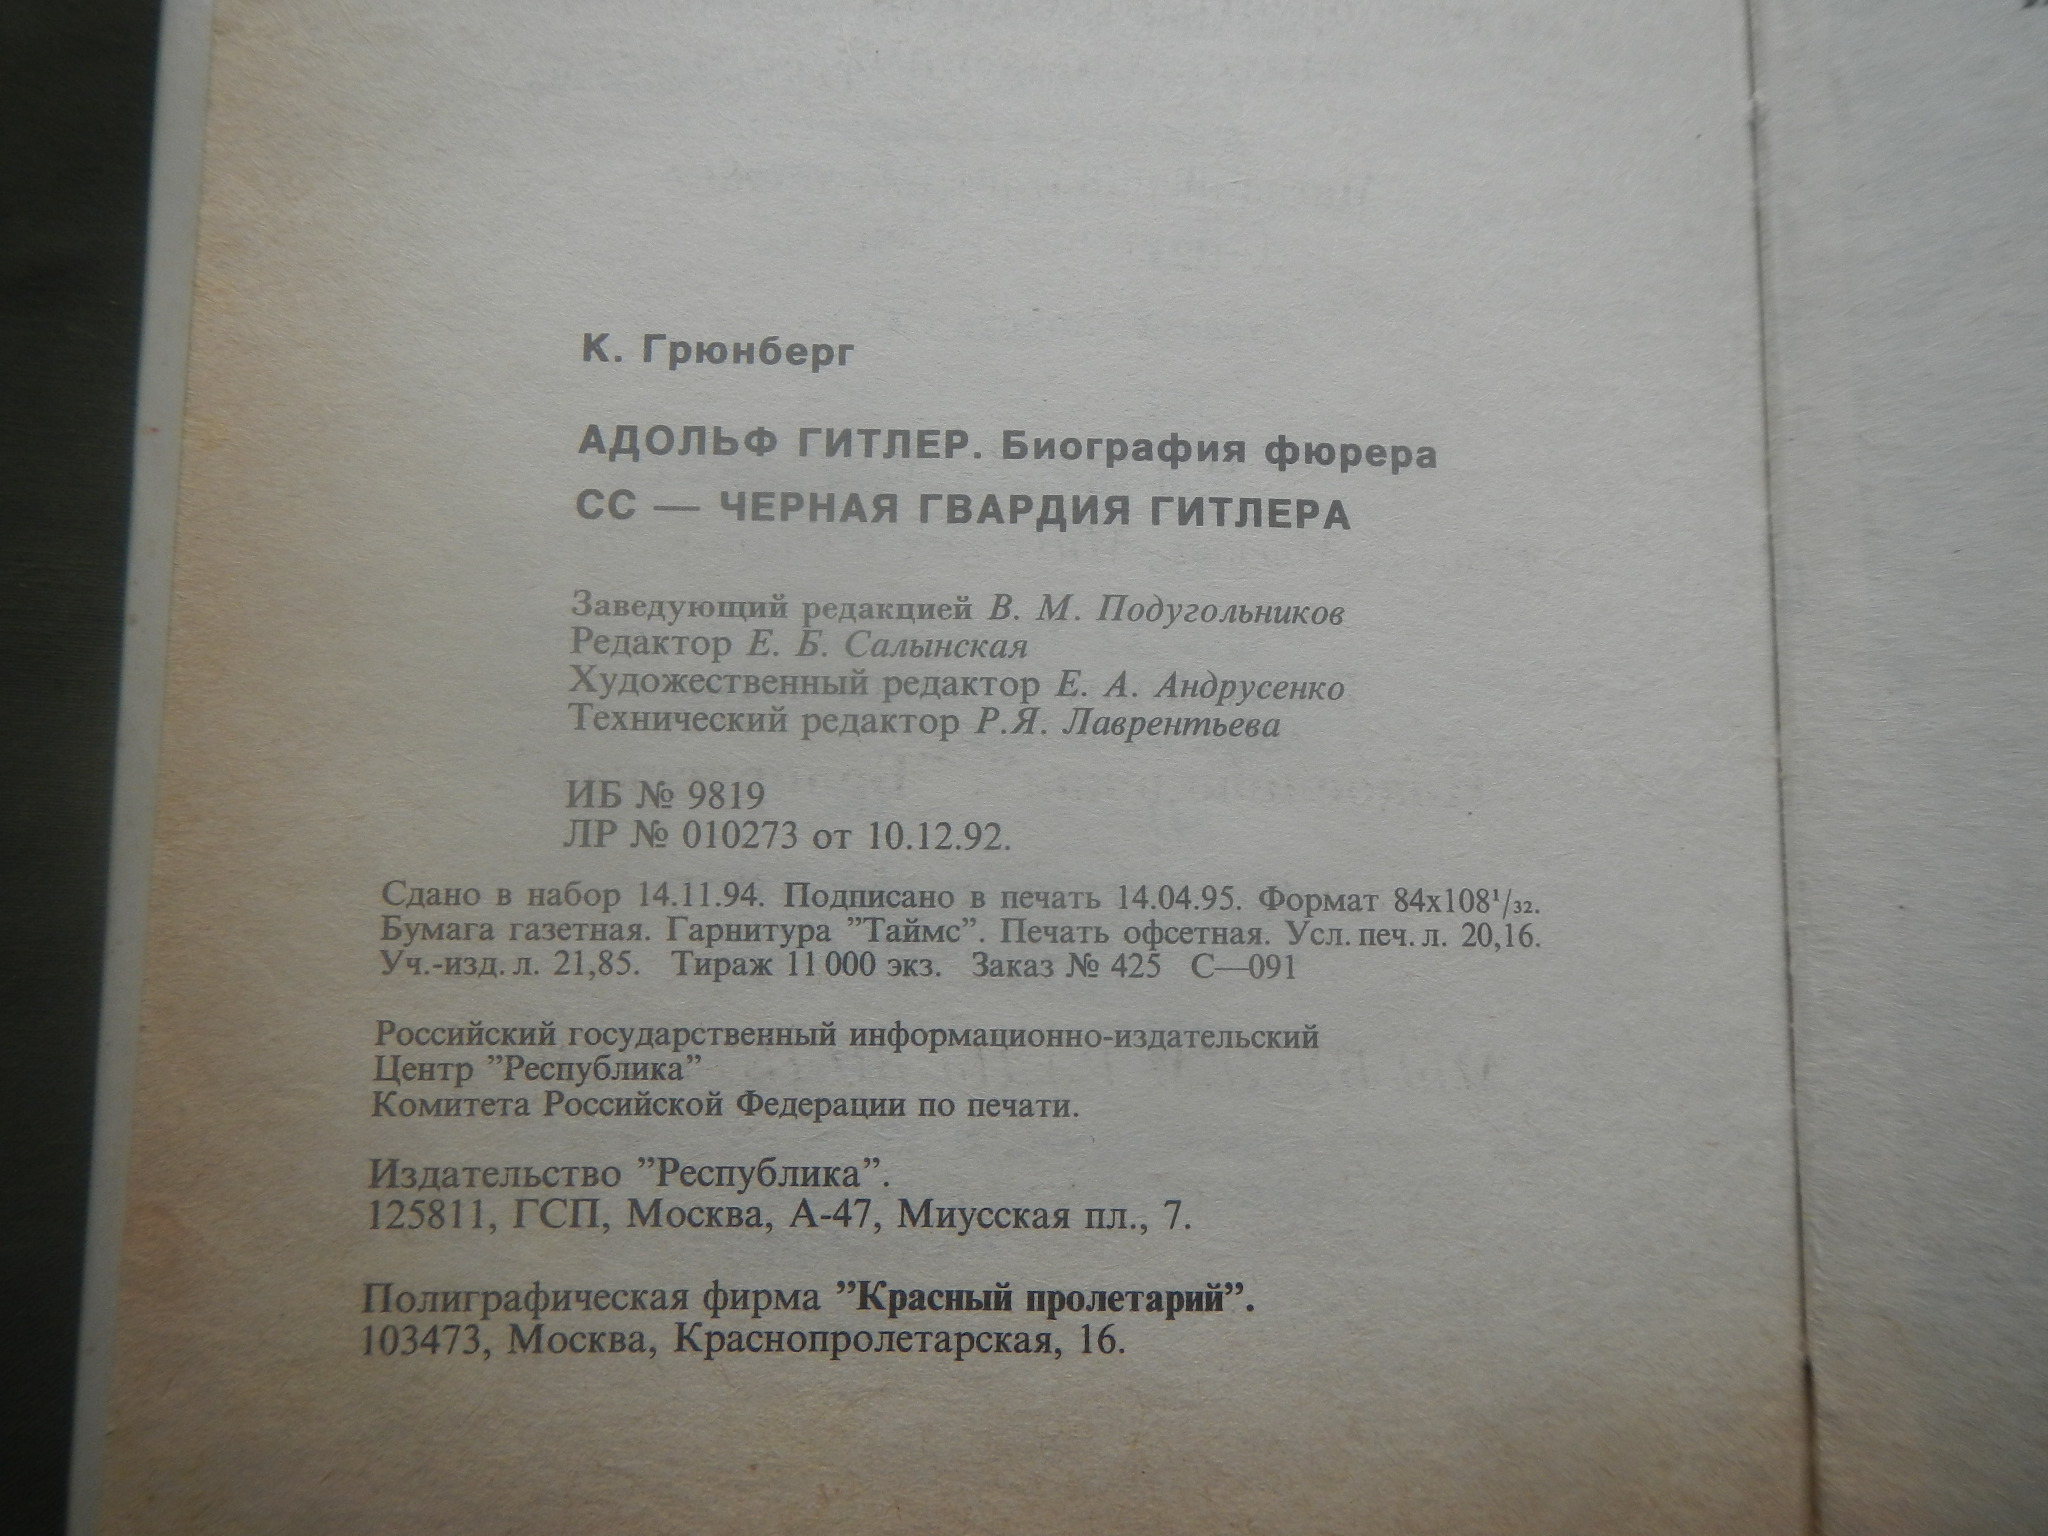 К. Грюнберг
АДОЛЬФ ГИТЛЕР. Биография фюрера
СС — ЧЕРНАЯ ГВАРДИЯ ГИТЛЕРА
Заведующий редакцией В. М. Подугольников
Редактор Е. Б. Салынская
Художественный редактор Е. А. Андрусенко
Технический редактор Р.Я. Лаврентьева
ИБ № 9819
ЛР № 010273 от 10.12.92.
Сдано в набор 14.11.94. Подписано в печать 14.04.95. Формат 84х108¹/₃₂.
Бумага газетная. Гарнитура ”Таймс”. Печать офсетная. Усл. печ. л. 20,16.
Уч.-изд. л. 21,85. Тираж 11 000 экз. Заказ № 425 С—091
Российский государственный информационно-издательский
Центр ”Республика”
Комитета Российской Федерации по печати.
Издательство ”Республика”.
125811, ГСП, Москва, А-47, Миусская пл., 7.
Полиграфическая фирма ”Красный пролетарий”.
103473, Москва, Краснопролетарская, 16.